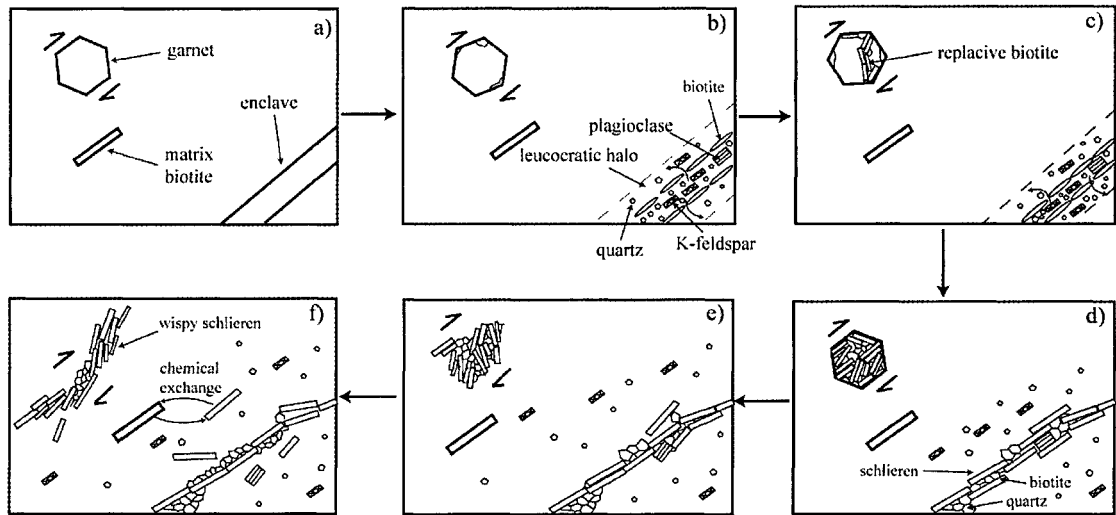 a)
garnet
enclave
matrix
biotite
b)
biotite
plagioclase
leucocratic halo
quartz
K-feldspar
c)
replacive biotite
d)
schlieren
biotite
quartz
e)
f)
wispy schlieren
chemical
exchange